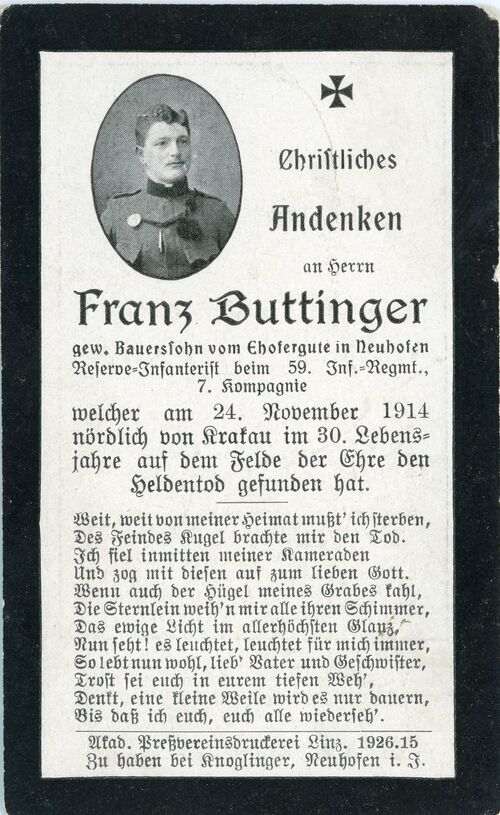 Christliches
Andenken
an Herrn
Franz Buttinger
gew. Bauerssohn vom Ehofergute in Neuhofen
Reserve-Infanterist beim 59. Inf.-Regmt.,
7. Kompagnie
welcher am 24. November 1914
nördlich von Krakau im 30. Lebens-
jahre auf dem Felde der Ehre den
Heldentod gefunden hat.
Weit, weit von meiner Heimat mußt' ich sterben,
Des Feindes Kugel brachte mir den Tod.
Ich fiel inmitten meiner Kameraden
Und zog mit diesen auf zum lieben Gott.
Wenn auch der Hügel meines Grabes kahl,
Die Sternlein weih'n mir alle ihren Schimmer,
Das ewige Licht im allerhöchsten Glanz,
Nun seht! es leuchtet, leuchtet für mich immer,
So lebt nun wohl, lieb' Vater und Geschwister,
Trost sei euch in eurem tiefen Weh',
Denkt, eine kleine Weile wird es nur dauern,
Bis daß ich euch, euch alle wiederseh'.
Akad. Preßvereinsdruckerei Linz. 1926.15
Zu haben bei Knoglinger, Neuhofen i. J.